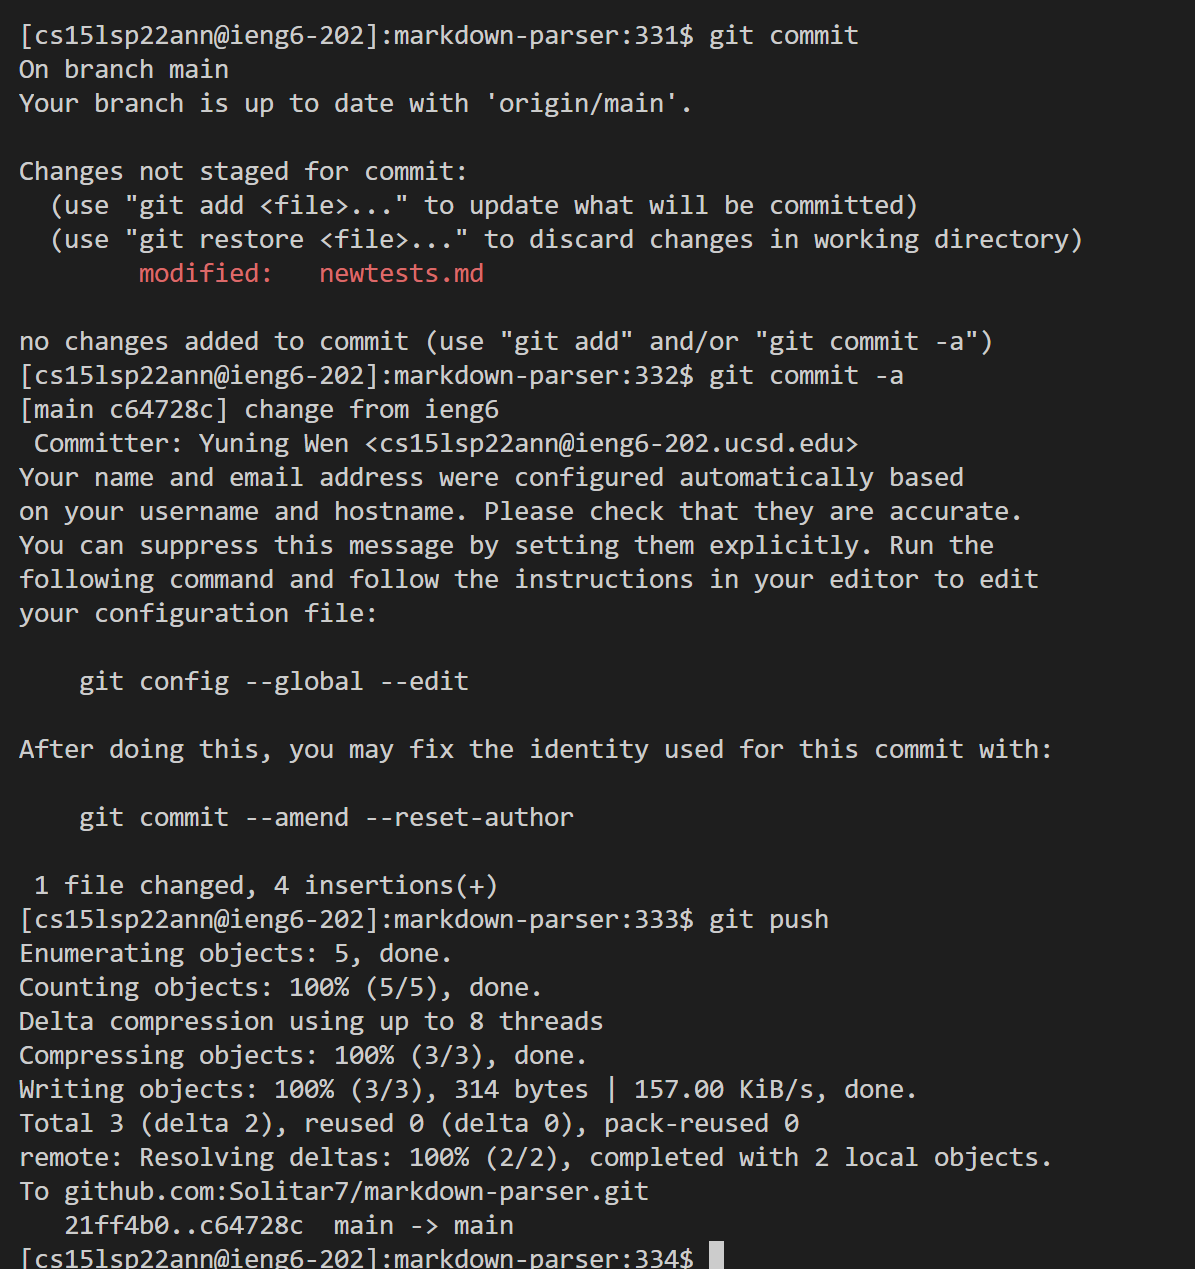 [cs15lsp22ann@ieng6-202]:markdown-parser:331$ git commit
On branch main
Your branch is up to date with 'origin/main'.

Changes not staged for commit:
  (use "git add <file>..." to update what will be committed)
  (use "git restore <file>..." to discard changes in working directory)
        modified:   newtests.md

no changes added to commit (use "git add" and/or "git commit -a")
[cs15lsp22ann@ieng6-202]:markdown-parser:332$ git commit -a
[main c64728c] change from ieng6
 Committer: Yuning Wen <cs15lsp22ann@ieng6-202.ucsd.edu>
Your name and email address were configured automatically based
on your username and hostname. Please check that they are accurate.
You can suppress this message by setting them explicitly. Run the
following command and follow the instructions in your editor to edit
your configuration file:

    git config --global --edit

After doing this, you may fix the identity used for this commit with:

    git commit --amend --reset-author

 1 file changed, 4 insertions(+)
[cs15lsp22ann@ieng6-202]:markdown-parser:333$ git push
Enumerating objects: 5, done.
Counting objects: 100% (5/5), done.
Delta compression using up to 8 threads
Compressing objects: 100% (3/3), done.
Writing objects: 100% (3/3), 314 bytes | 157.00 KiB/s, done.
Total 3 (delta 2), reused 0 (delta 0), pack-reused 0
remote: Resolving deltas: 100% (2/2), completed with 2 local objects.
To github.com:Solitar7/markdown-parser.git
   21ff4b0..c64728c  main -> main
[cs15lsp22ann@ieng6-202]:markdown-parser:334$